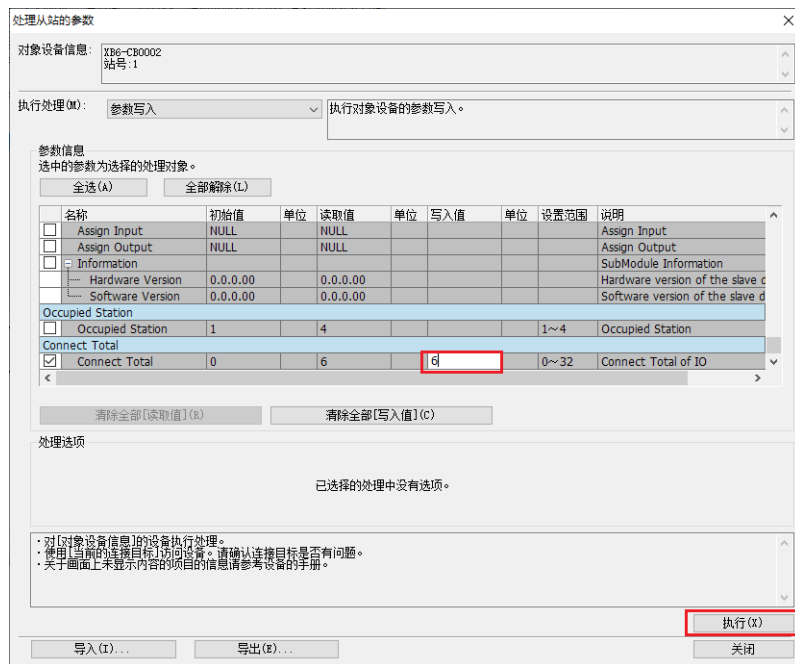 处理从站的参数
对象设备信息: XB6-CB0002
站号:1
执行处理(M): 参数写入 执行对象设备的参数写入。
参数信息
选中的参数为选择的处理对象。
全选(A) 全部解除(L)
名称 初始值 单位 读取值 单位 写入值 单位 设置范围 说明
Assign Input NULL NULL Assign Input
Assign Output NULL NULL Assign Output
Information SubModule Information
Hardware Version 0.0.0.00 0.0.0.00 Hardware version of the slave d
Software Version 0.0.0.00 0.0.0.00 Software version of the slave d
Occupied Station
Occupied Station 1 4 1~4 Occupied Station
Connect Total
Connect Total 0 6 6 0~32 Connect Total of IO
清除全部[读取值](R) 清除全部[写入值](C)
处理选项
已选择的处理中没有选项。
·对[对象设备信息]的设备执行处理。
·使用[当前的连接目标]访问设备。请确认连接目标是否有问题。
·关于画面上未显示内容的项目的信息请参考设备的手册。
执行(X)
导入(I)... 导出(E)... 关闭